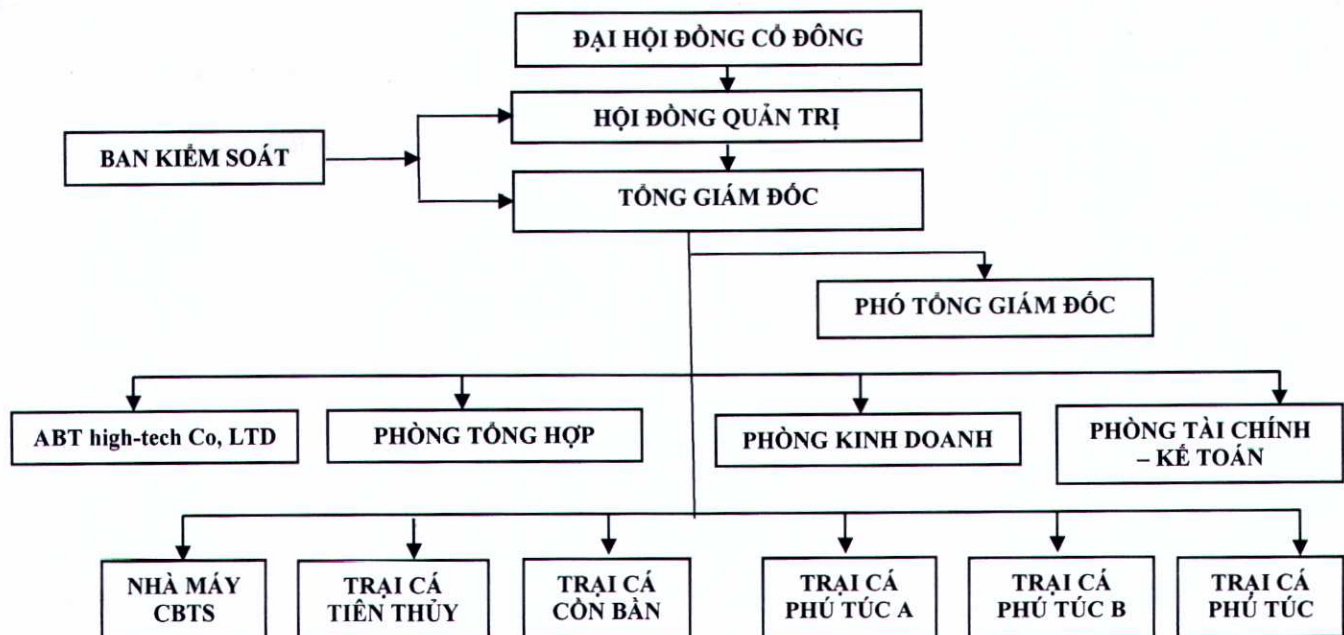 ĐẠI HỘI ĐỒNG CỔ ĐÔNG
HỘI ĐỒNG QUẢN TRỊ
BAN KIỂM SOÁT
TỔNG GIÁM ĐỐC
PHÓ TỔNG GIÁM ĐỐC
ABT high-tech Co, LTD
PHÒNG TỔNG HỢP
PHÒNG KINH DOANH
PHÒNG TÀI CHÍNH
– KẾ TOÁN
NHÀ MÁY
CBTS
TRẠI CÁ
TIÊN THỦY
TRẠI CÁ
CỒN BẦN
TRẠI CÁ
PHÚ TÚC A
TRẠI CÁ
PHÚ TÚC B
TRẠI CÁ
PHÚ TÚC